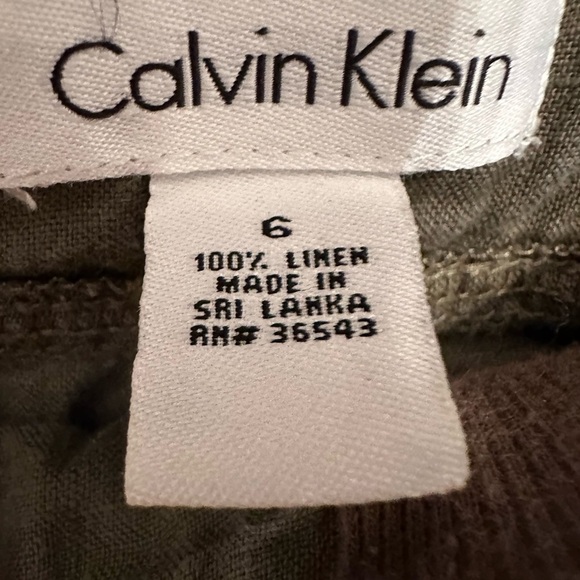 Calvin Klein
6
100% LINEN
MADE IN
SRI LANKA
RN# 36543